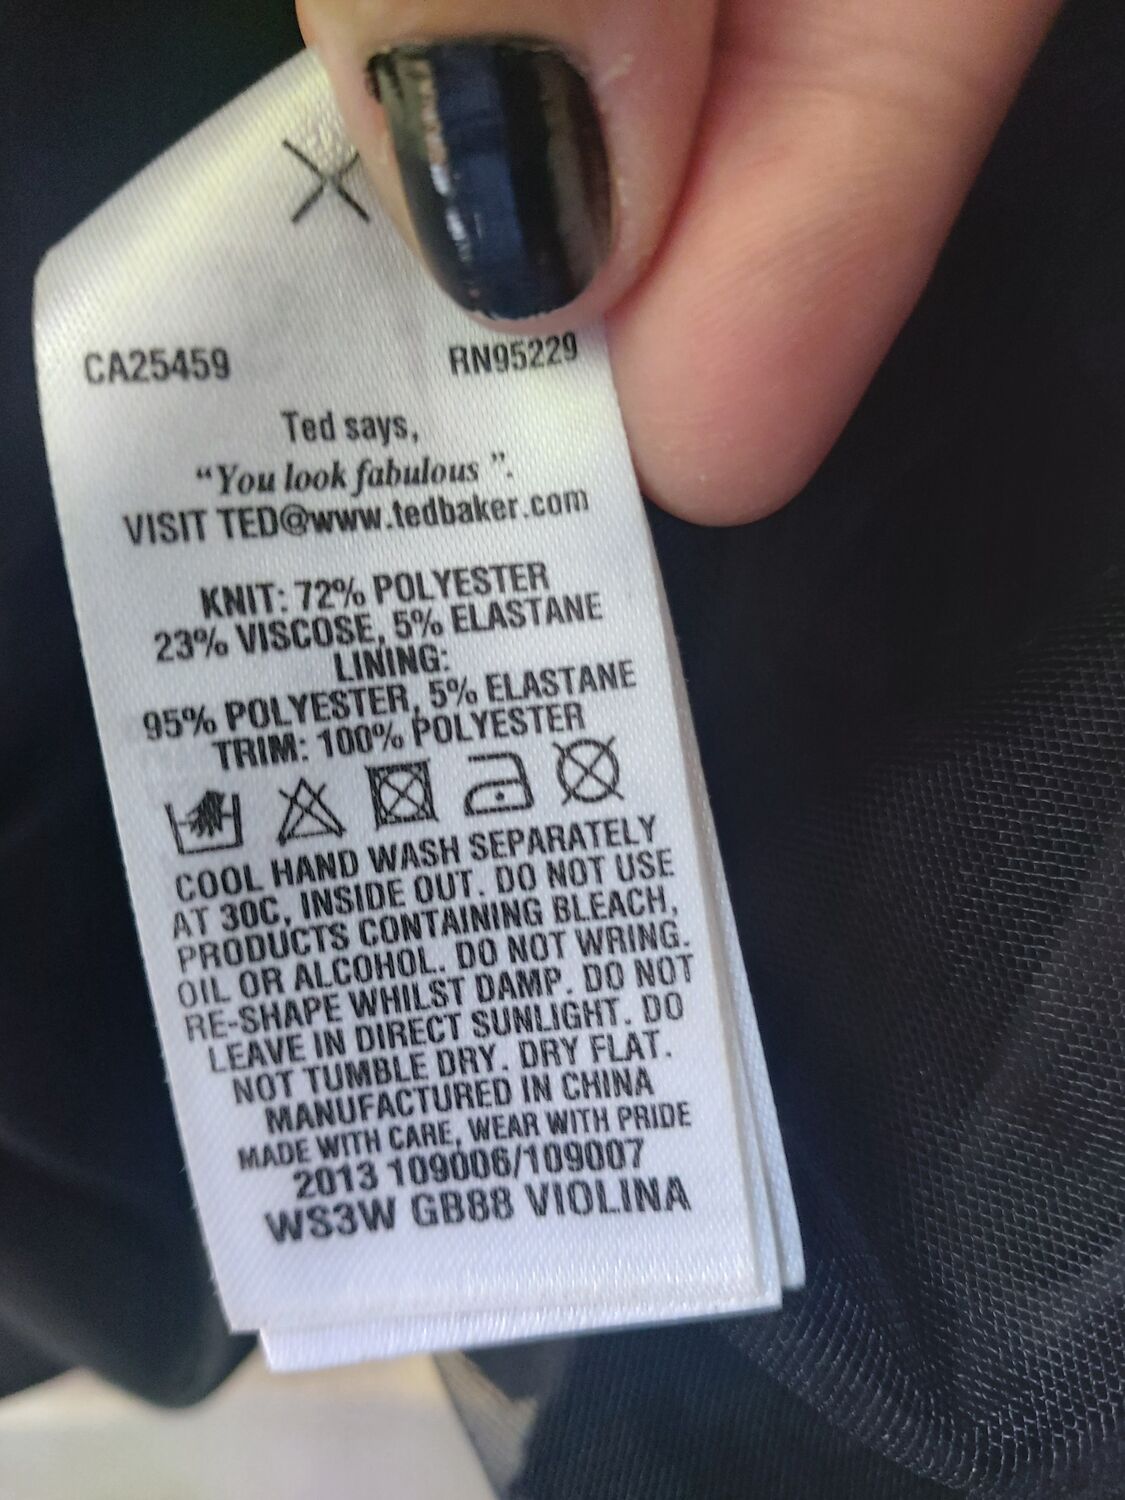 CA25459 RN95229
Ted says,
“You look fabulous ”.
VISIT TED@www.tedbaker.com
KNIT: 72% POLYESTER
23% VISCOSE, 5% ELASTANE
LINING:
95% POLYESTER, 5% ELASTANE
TRIM: 100% POLYESTER
COOL HAND WASH SEPARATELY
AT 30C, INSIDE OUT. DO NOT USE
PRODUCTS CONTAINING BLEACH,
OIL OR ALCOHOL. DO NOT WRING.
RE-SHAPE WHILST DAMP. DO NOT
LEAVE IN DIRECT SUNLIGHT. DO
NOT TUMBLE DRY. DRY FLAT.
MANUFACTURED IN CHINA
MADE WITH CARE, WEAR WITH PRIDE
2013 109006/109007
WS3W GB88 VIOLINA